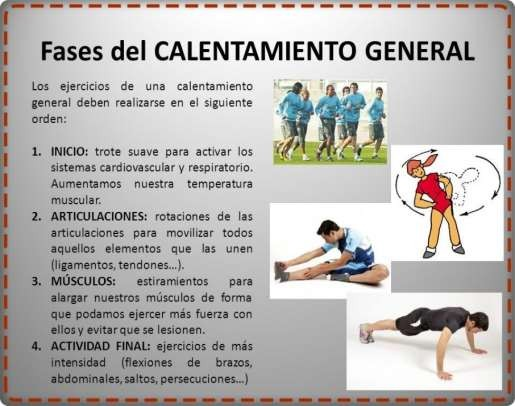 Fases del CALENTAMIENTO GENERAL
Los ejercicios de una calentamiento
general deben realizarse en el siguiente
orden:
1. INICIO: trote suave para activar los
sistemas cardiovascular y respiratorio.
Aumentamos nuestra temperatura
muscular.
2. ARTICULACIONES: rotaciones de las
articulaciones para movilizar todos
aquellos elementos que las unen
(ligamentos, tendones...).
3. MÚSCULOS: estiramientos para
alargar nuestros músculos de forma
que podamos ejercer más fuerza con
ellos y evitar que se lesionen.
4. ACTIVIDAD FINAL: ejercicios de más
intensidad (flexiones de brazos,
abdominales, saltos, persecuciones...)